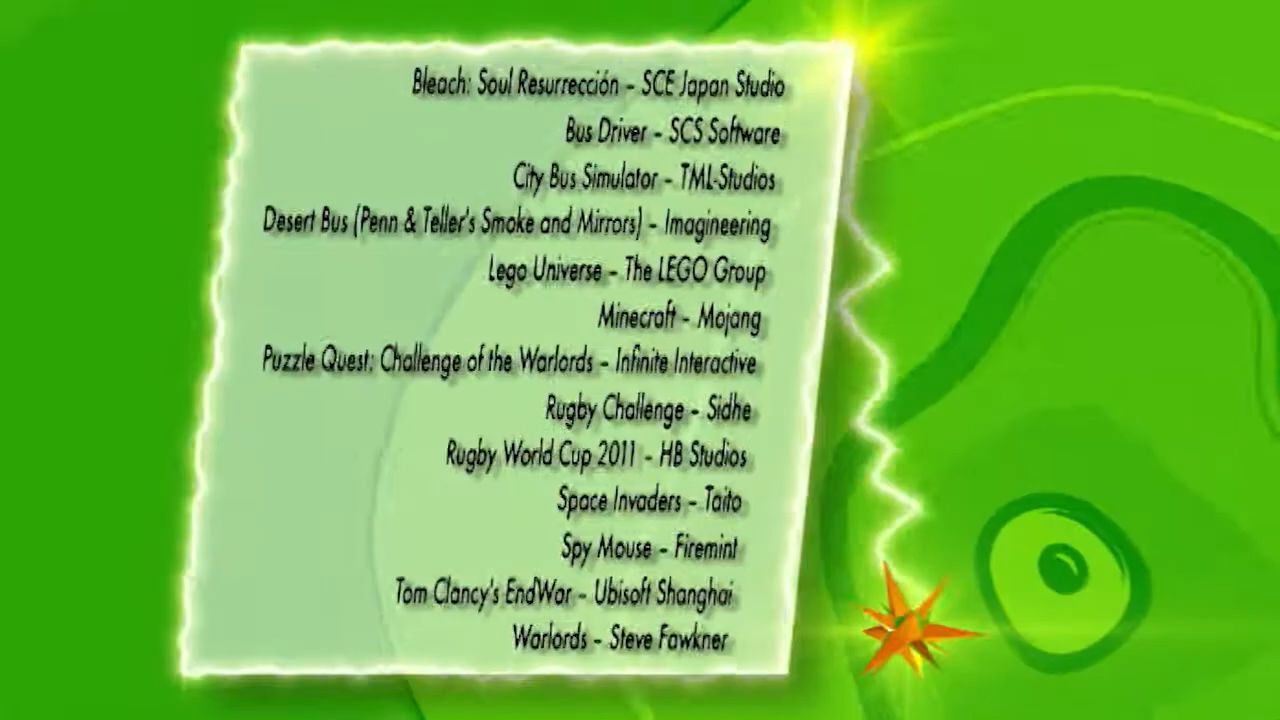 Bleach: Soul Resurrección – SCE Japan Studio
Bus Driver – SCS Software
City Bus Simulator – TML-Studios
Desert Bus (Penn & Teller's Smoke and Mirrors) – Imagineering
Lego Universe – The LEGO Group
Minecraft – Mojang
Puzzle Quest: Challenge of the Warlords – Infinite Interactive
Rugby Challenge – Sidhe
Rugby World Cup 2011 – HB Studios
Space Invaders – Taito
Spy Mouse – Firemint
Tom Clancy's EndWar – Ubisoft Shanghai
Warlords – Steve Fawkner